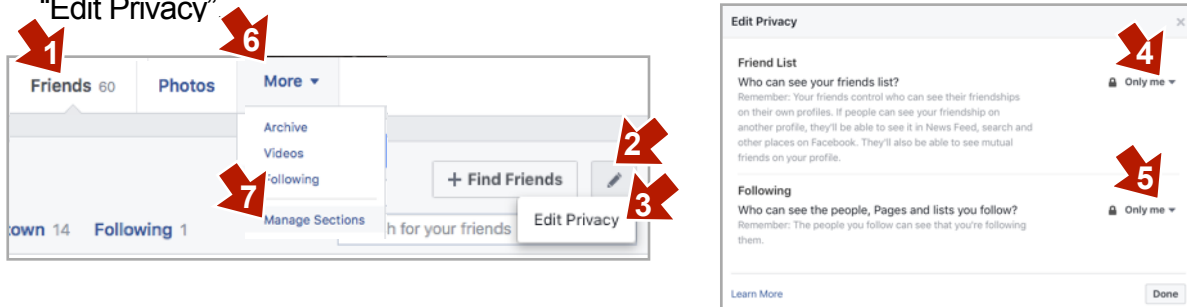 “Edit Privacy”
1
6
Friends 60 Photos More
Archive
Videos
2
Following
+ Find Friends
7
3
Manage Sections
Edit Privacy
own 14 Following 1
h for your friends
Edit Privacy
×
4
Friend List
Who can see your friends list?
Only me
Remember: Your friends control who can see their friendships
on their own profiles. If people can see your friendship on
another profile, they'll be able to see it in News Feed, search and
other places on Facebook. They'll also be able to see mutual
friends on your profile.
5
Following
Who can see the people, Pages and lists you follow?
Only me
Remember: The people you follow can see that you're following
them.
Learn More
Done